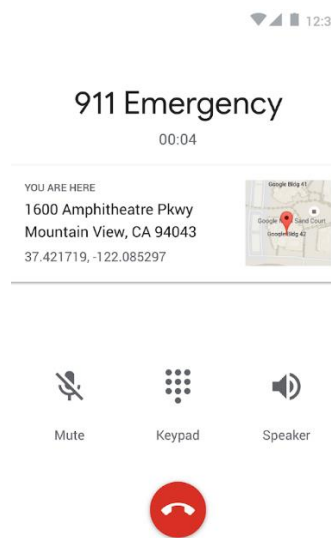 12:3
911 Emergency
00:04
YOU ARE HERE
1600 Amphitheatre Pkwy
Mountain View, CA 94043
37.421719, -122.085297
Google Bldg 41
Google
Sand Court
Google Bldg 42
Mute Keypad Speaker